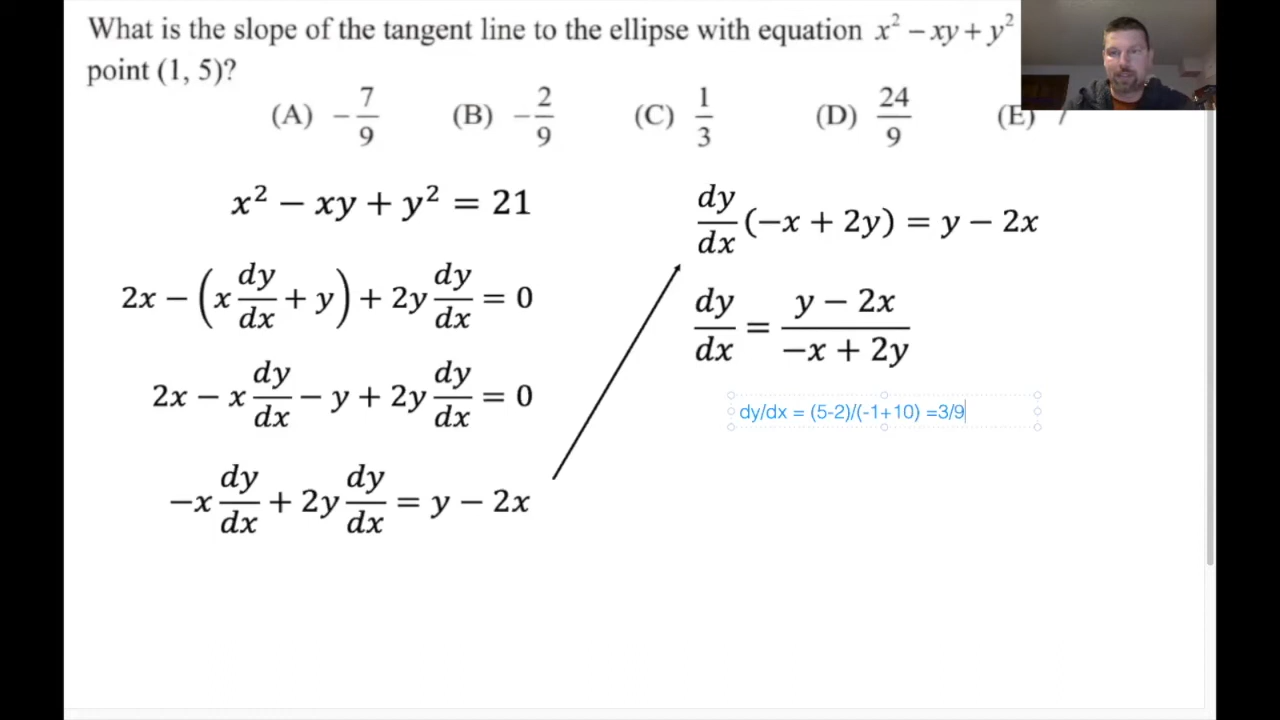 What is the slope of the tangent line to the ellipse with equation x² − xy + y²
point (1, 5)?
(A) −7/9 (B) −2/9 (C) 1/3 (D) 24/9 (E)
x² − xy + y² = 21
2x − (x dy/dx + y) + 2y dy/dx = 0
2x − x dy/dx − y + 2y dy/dx = 0
−x dy/dx + 2y dy/dx = y − 2x
dy/dx (−x + 2y) = y − 2x
dy/dx = (y − 2x)/(−x + 2y)
dy/dx = (5-2)/(-1+10) =3/9